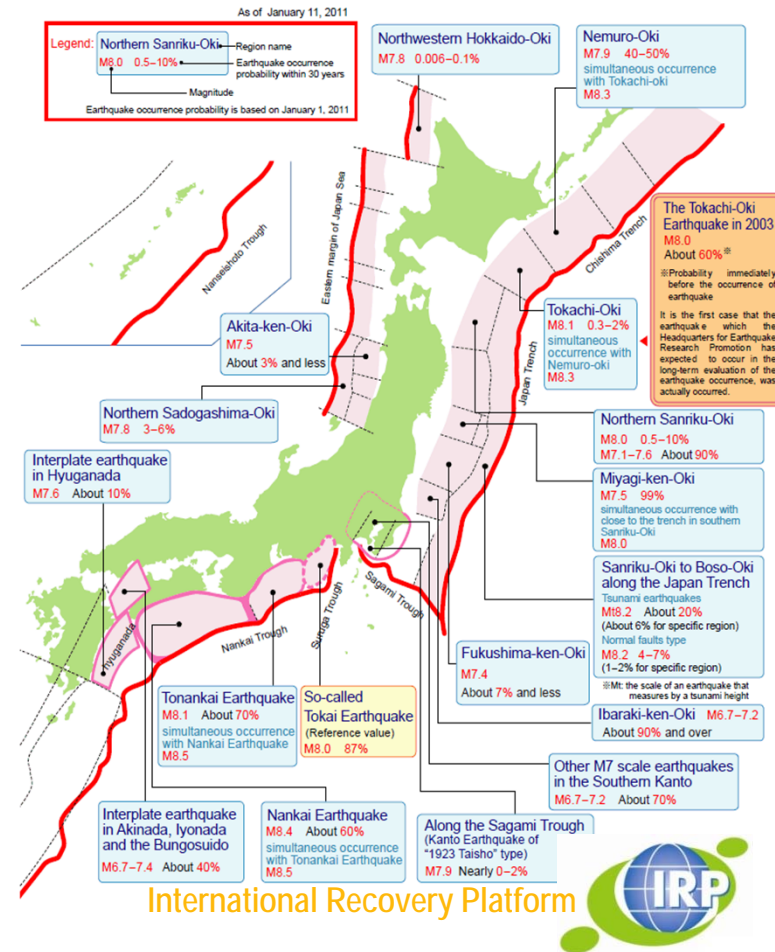 As of January 11, 2011
Legend:
Northern Sanriku-Oki
M8.0 0.5–10%
Region name
Earthquake occurrence
probability within 30 years
Magnitude
Earthquake occurrence probability is based on January 1, 2011
Northwestern Hokkaido-Oki
M7.8 0.006–0.1%
Nemuro-Oki
M7.9 40–50%
simultaneous occurrence
with Tokachi-oki
M8.3
Nanseishoto Trough
Eastern margin of Japan Sea
Chishima Trench
The Tokachi-Oki
Earthquake in 2003
M8.0
About 60%※
※Probability immediately
before the occurrence of
earthquake
It is the first case that the
earthquake which the
Headquarters for Earthquake
Research Promotion has
expected to occur in the
long-term evaluation of the
earthquake occurrence, was
actually occurred.
Akita-ken-Oki
M7.5
About 3% and less
Tokachi-Oki
M8.1 0.3–2%
simultaneous
occurrence with
Nemuro-oki
M8.3
Japan Trench
Northern Sadogashima-Oki
M7.8 3–6%
Northern Sanriku-Oki
M8.0 0.5–10%
M7.1–7.6 About 90%
Interplate earthquake
in Hyuganada
M7.6 About 10%
Miyagi-ken-Oki
M7.5 99%
simultaneous occurrence with
close to the trench in southern
Sanriku-Oki
M8.0
Sanriku-Oki to Boso-Oki
along the Japan Trench
Tsunami earthquakes
Mt8.2 About 20%
(About 6% for specific region)
Normal faults type
M8.2 4–7%
(1–2% for specific region)
※Mt: the scale of an earthquake that
measures by a tsunami height
Sagami Trough
Suruga Trough
Nankai Trough
hyuganada
Fukushima-ken-Oki
M7.4
About 7% and less
Ibaraki-ken-Oki M6.7–7.2
About 90% and over
Tonankai Earthquake
M8.1 About 70%
simultaneous occurrence
with Nankai Earthquake
M8.5
So-called
Tokai Earthquake
(Reference value)
M8.0 87%
Other M7 scale earthquakes
in the Southern Kanto
M6.7–7.2 About 70%
Interplate earthquake
in Akinada, Iyonada
and the Bungosuido
M6.7–7.4 About 40%
Nankai Earthquake
M8.4 About 60%
simultaneous occurrence
with Tonankai Earthquake
M8.5
Along the Sagami Trough
(Kanto Earthquake of
"1923 Taisho" type)
M7.9 Nearly 0–2%
International Recovery Platform
IRP